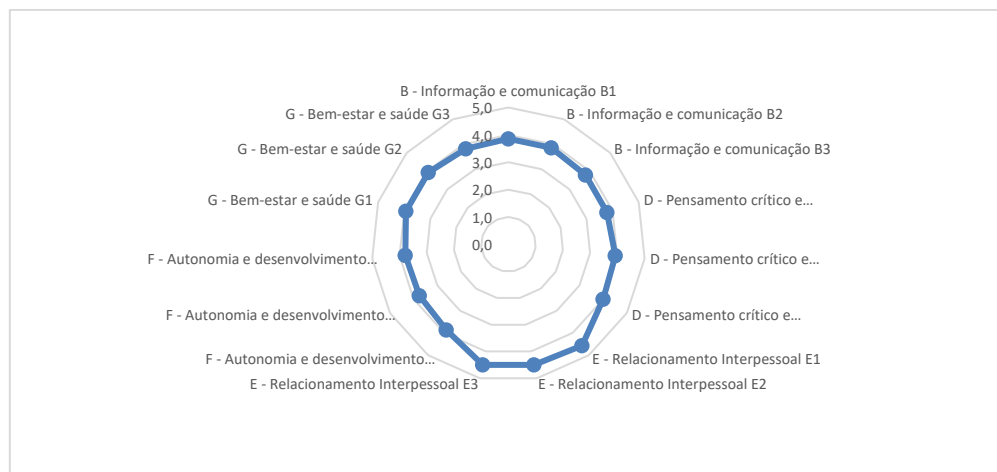 B - Informação e comunicação B1
B - Informação e comunicação B2
B - Informação e comunicação B3
D - Pensamento crítico e...
D - Pensamento crítico e...
D - Pensamento crítico e...
E - Relacionamento Interpessoal E1
E - Relacionamento Interpessoal E2
E - Relacionamento Interpessoal E3
F - Autonomia e desenvolvimento...
F - Autonomia e desenvolvimento...
F - Autonomia e desenvolvimento...
G - Bem-estar e saúde G1
G - Bem-estar e saúde G2
G - Bem-estar e saúde G3
5,0
4,0
3,0
2,0
1,0
0,0